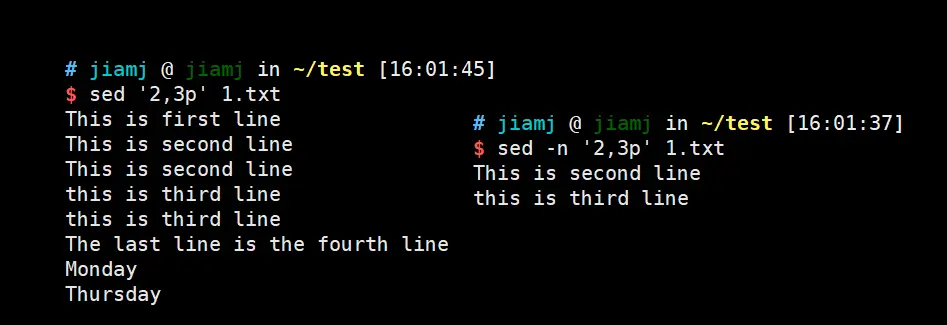 # jiamj @ jiamj in ~/test [16:01:45]
$ sed '2,3p' 1.txt
This is first line
This is second line
This is second line
this is third line
this is third line
The last line is the fourth line
Monday
Thursday
# jiamj @ jiamj in ~/test [16:01:37]
$ sed -n '2,3p' 1.txt
This is second line
this is third line